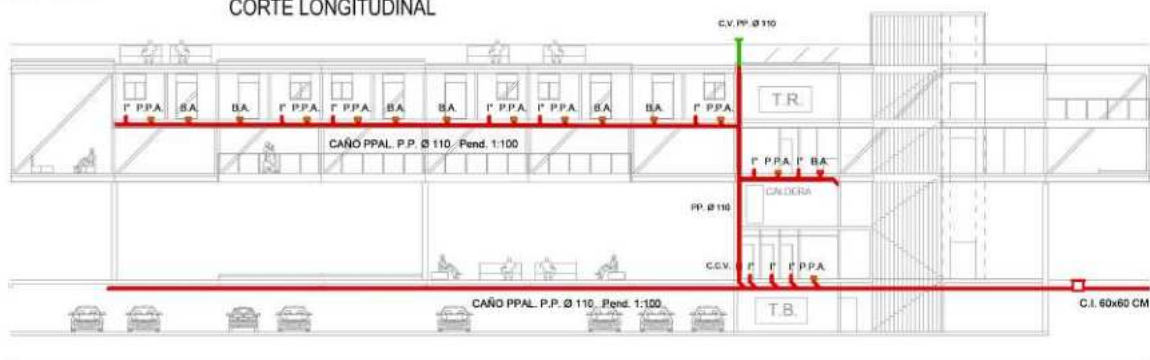 CORTE LONGITUDINAL
C.V. PP. Ø 110
T.R.
I° P.P.A. B.A. B.A. I° P.P.A. I° P.P.A. B.A. B.A. I° P.P.A. I° P.P.A. B.A. B.A. I° P.P.A.
CAÑO PPAL. P.P. Ø 110 Pend. 1:100
I° P.P.A. I° B.A.
CALDERA
PP. Ø 110
C.C.V. I° I° I° P.P.A.
CAÑO PPAL. P.P. Ø 110 Pend. 1:100
T.B.
C.I. 60x60 CM